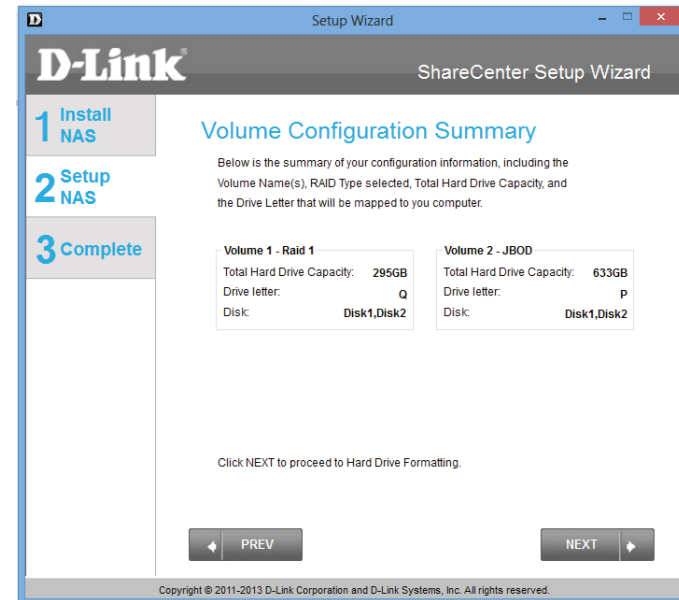 D Setup Wizard
D-Link
ShareCenter Setup Wizard
1 Install
NAS
2 Setup
NAS
3 Complete
Volume Configuration Summary
Below is the summary of your configuration information, including the
Volume Name(s), RAID Type selected, Total Hard Drive Capacity, and
the Drive Letter that will be mapped to you computer.
Volume 1 - Raid 1
Total Hard Drive Capacity: 295GB
Drive letter: Q
Disk: Disk1,Disk2
Volume 2 - JBOD
Total Hard Drive Capacity: 633GB
Drive letter: P
Disk: Disk1,Disk2
Click NEXT to proceed to Hard Drive Formatting.
PREV
NEXT
Copyright © 2011-2013 D-Link Corporation and D-Link Systems, Inc. All rights reserved.